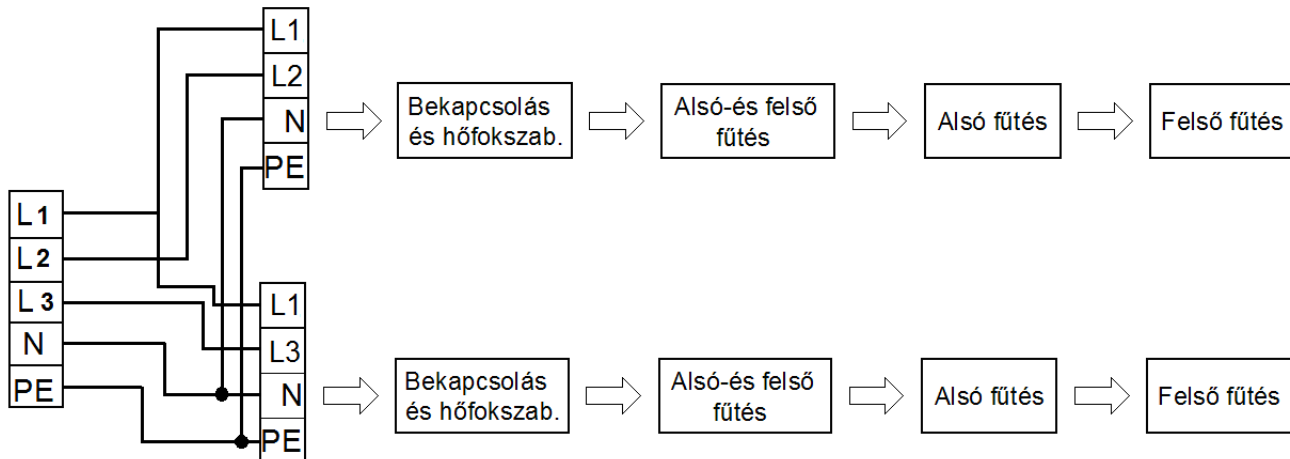 L1
L2
N
PE
Bekapcsolás
és hőfokszab.
Alsó-és felső
fűtés
Alsó fűtés
Felső fűtés
L1
L2
L3
N
PE
L1
L3
N
PE
Bekapcsolás
és hőfokszab.
Alsó-és felső
fűtés
Alsó fűtés
Felső fűtés